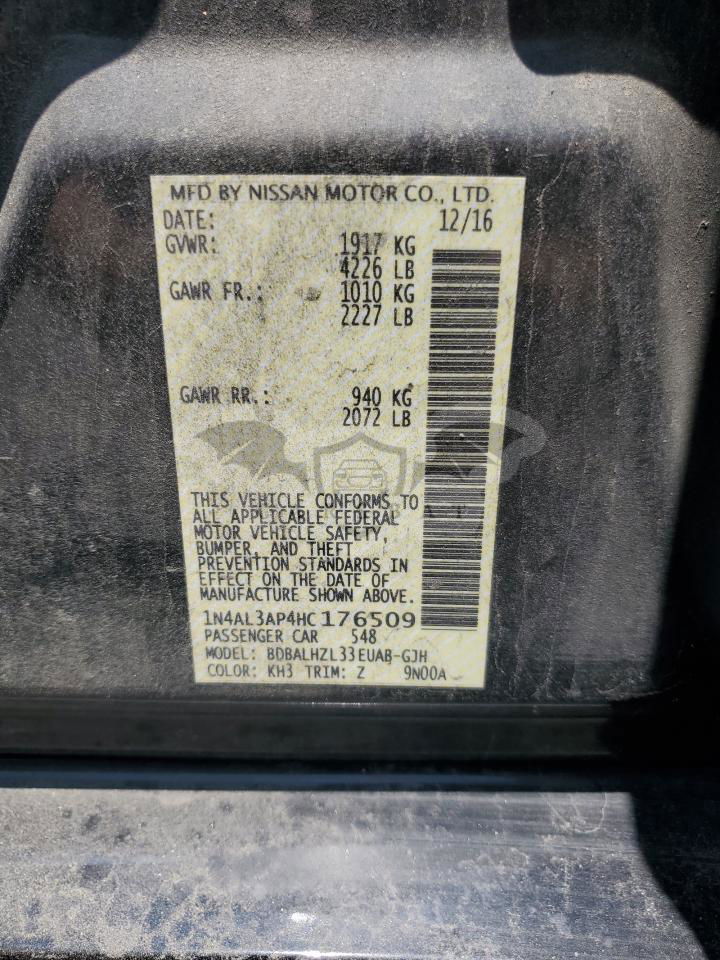 MFD BY NISSAN MOTOR CO., LTD.
DATE: 12/16
GVWR: 1917 KG
4226 LB
GAWR FR.: 1010 KG
2227 LB
GAWR RR.: 940 KG
2072 LB
THIS VEHICLE CONFORMS TO
ALL APPLICABLE FEDERAL
MOTOR VEHICLE SAFETY,
BUMPER, AND THEFT
PREVENTION STANDARDS IN
EFFECT ON THE DATE OF
MANUFACTURE SHOWN ABOVE.
1N4AL3AP4HC176509
PASSENGER CAR 548
MODEL: BDBALHZL33EUAB-GJH
COLOR: KH3 TRIM: Z 9N00A